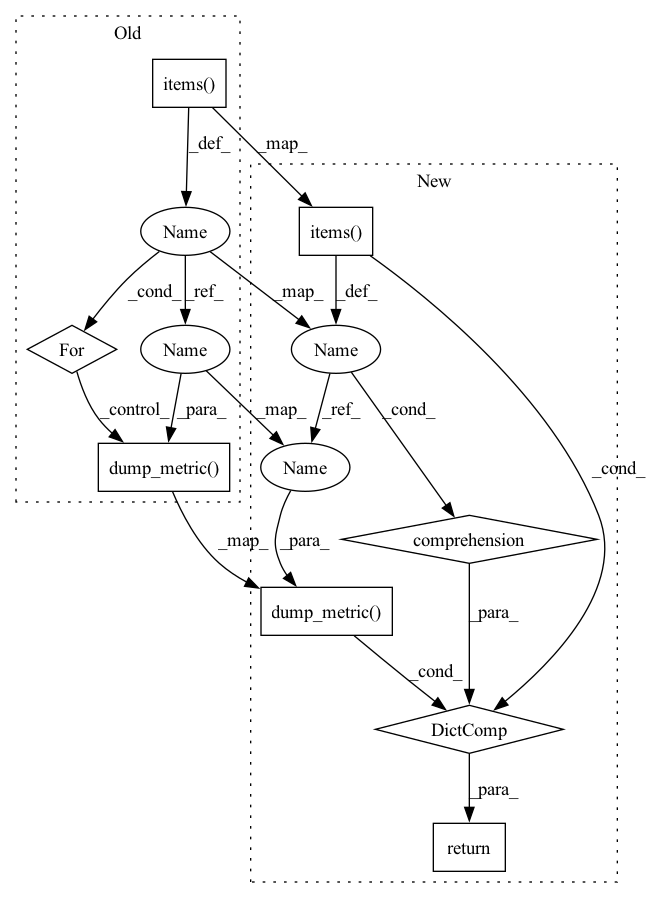 Old
items()
_def_
_map_
New
Name
items()
_cond_
_ref_
_map_
_def_
For
Name
Name
_control_
_para_
_map_
_ref_
_cond_
dump_metric()
Name
_cond_
_map_
_para_
comprehension
dump_metric()
_para_
_cond_
DictComp
_para_
return